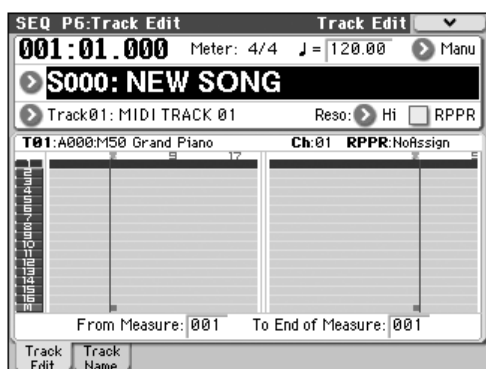 SEQ P6:Track Edit Track Edit
001:01.000 Meter: 4/4 ♩= 120.00 Manu
S000: NEW SONG
Track01: MIDI TRACK 01 Reso: Hi RPPR
T01:A000:M50 Grand Piano Ch:01 RPPR:NoAssign
9 17
1
2
3
4
5
6
7
8
9
10
11
12
13
14
15
16
M
From Measure: 001 To End of Measure: 001
Track Edit Track Name